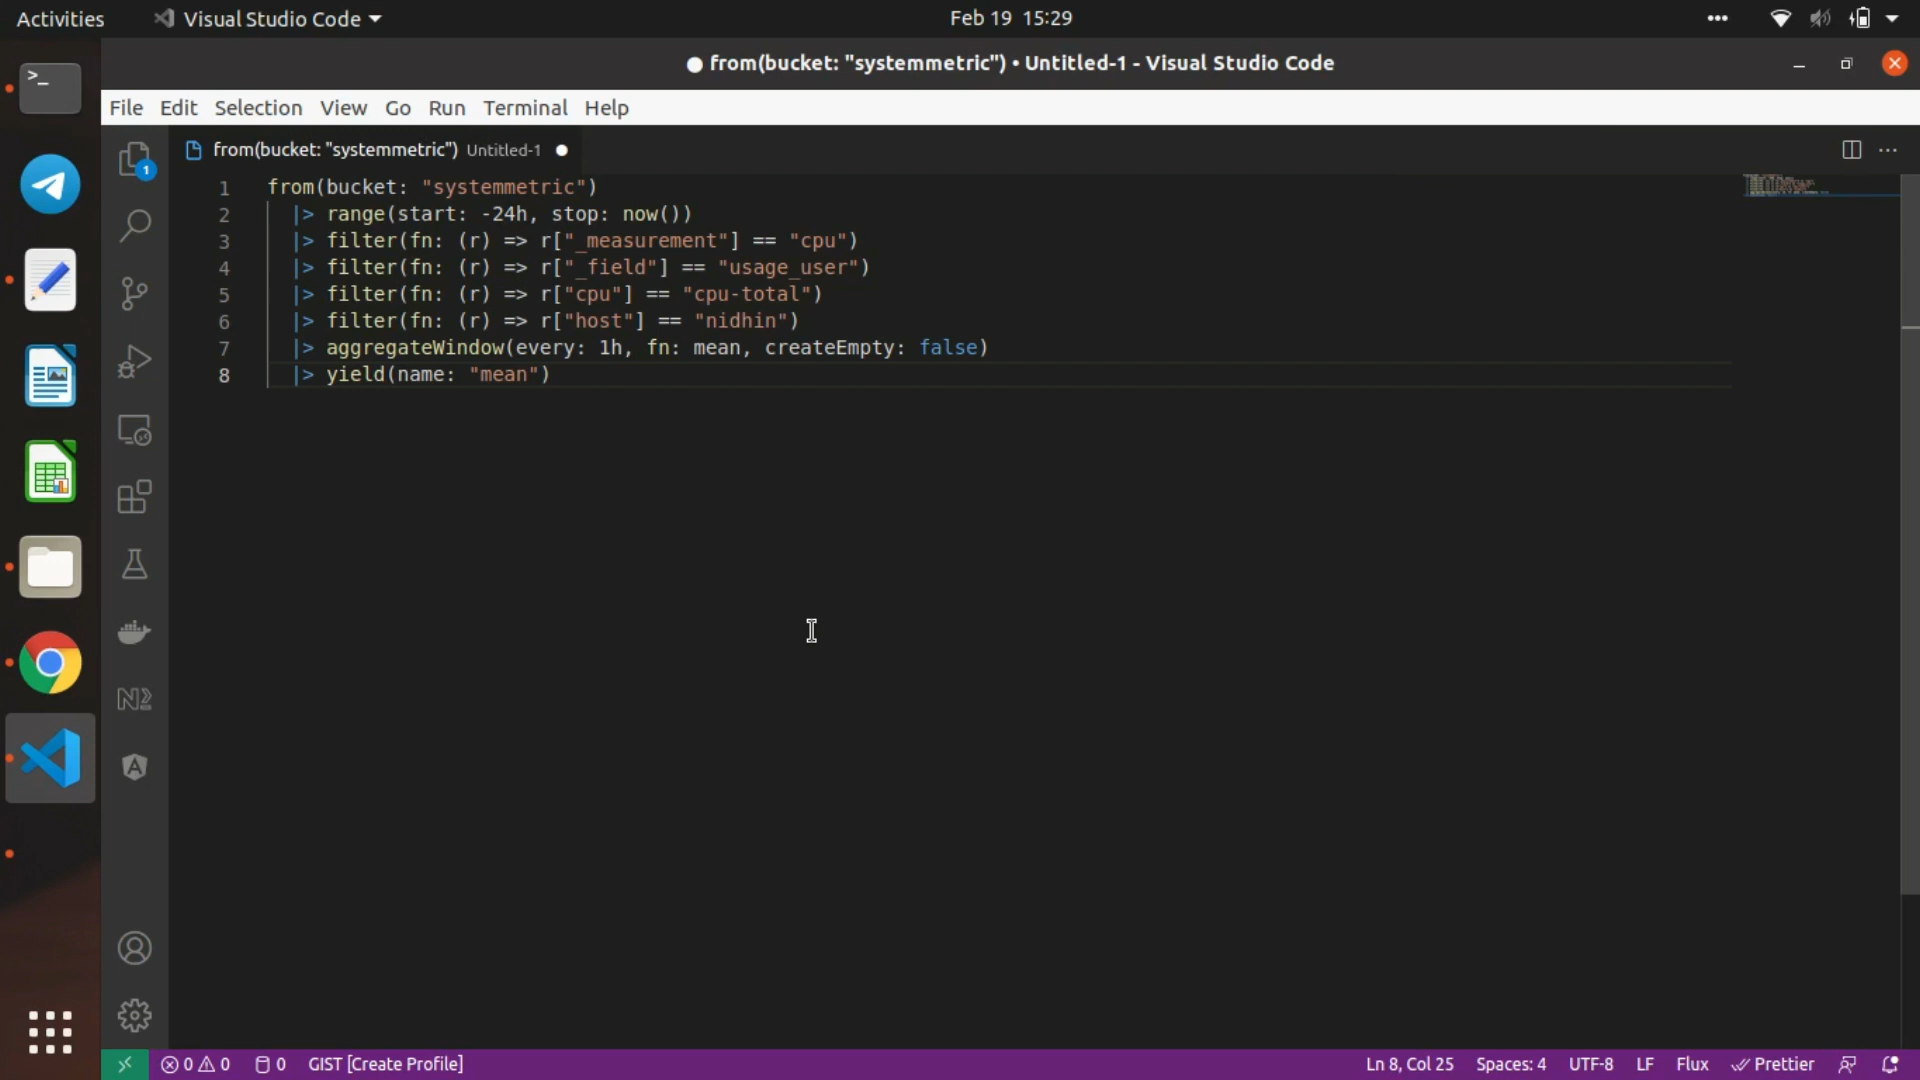 Activities Visual Studio Code Feb 19 15:29
from(bucket: "systemmetric") • Untitled-1 - Visual Studio Code
File Edit Selection View Go Run Terminal Help
from(bucket: "systemmetric") Untitled-1
1 from(bucket: "systemmetric")
2 |> range(start: -24h, stop: now())
3 |> filter(fn: (r) => r["_measurement"] == "cpu")
4 |> filter(fn: (r) => r["_field"] == "usage_user")
5 |> filter(fn: (r) => r["cpu"] == "cpu-total")
6 |> filter(fn: (r) => r["host"] == "nidhin")
7 |> aggregateWindow(every: 1h, fn: mean, createEmpty: false)
8 |> yield(name: "mean")
0 0 0 GIST [Create Profile] Ln 8, Col 25 Spaces: 4 UTF-8 LF Flux Prettier